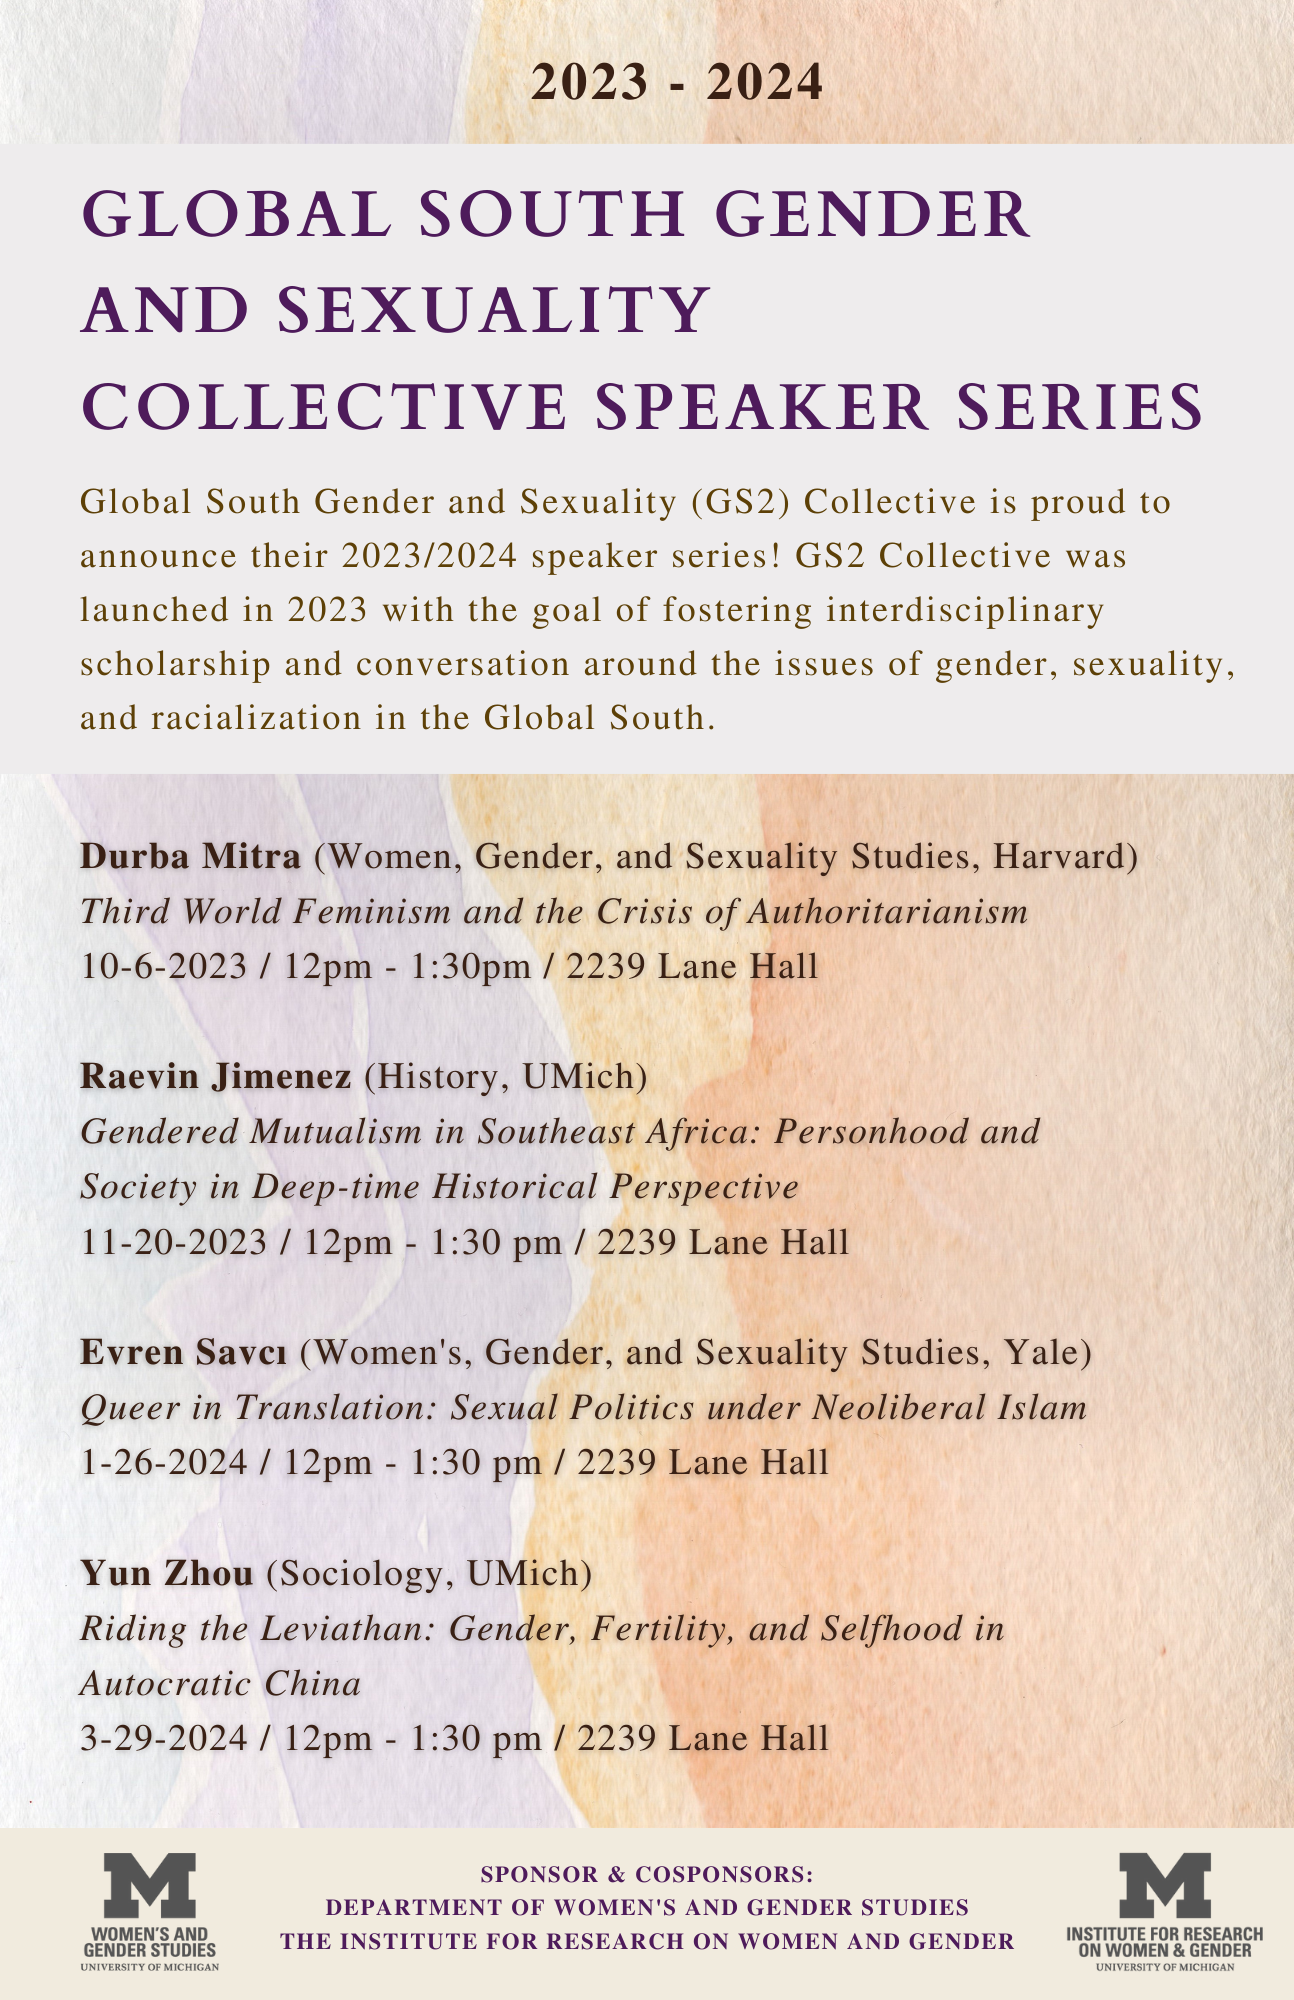 2023 - 2024
GLOBAL SOUTH GENDER
AND SEXUALITY
COLLECTIVE SPEAKER SERIES
Global South Gender and Sexuality (GS2) Collective is proud to
announce their 2023/2024 speaker series! GS2 Collective was
launched in 2023 with the goal of fostering interdisciplinary
scholarship and conversation around the issues of gender, sexuality,
and racialization in the Global South.
Durba Mitra (Women, Gender, and Sexuality Studies, Harvard)
Third World Feminism and the Crisis of Authoritarianism
10-6-2023 / 12pm - 1:30pm / 2239 Lane Hall
Raevin Jimenez (History, UMich)
Gendered Mutualism in Southeast Africa: Personhood and
Society in Deep-time Historical Perspective
11-20-2023 / 12pm - 1:30 pm / 2239 Lane Hall
Evren Savcı (Women's, Gender, and Sexuality Studies, Yale)
Queer in Translation: Sexual Politics under Neoliberal Islam
1-26-2024 / 12pm - 1:30 pm / 2239 Lane Hall
Yun Zhou (Sociology, UMich)
Riding the Leviathan: Gender, Fertility, and Selfhood in
Autocratic China
3-29-2024 / 12pm - 1:30 pm / 2239 Lane Hall
M
WOMEN'S AND
GENDER STUDIES
UNIVERSITY OF MICHIGAN
SPONSOR & COSPONSORS:
DEPARTMENT OF WOMEN'S AND GENDER STUDIES
THE INSTITUTE FOR RESEARCH ON WOMEN AND GENDER
M
INSTITUTE FOR RESEARCH
ON WOMEN & GENDER
UNIVERSITY OF MICHIGAN